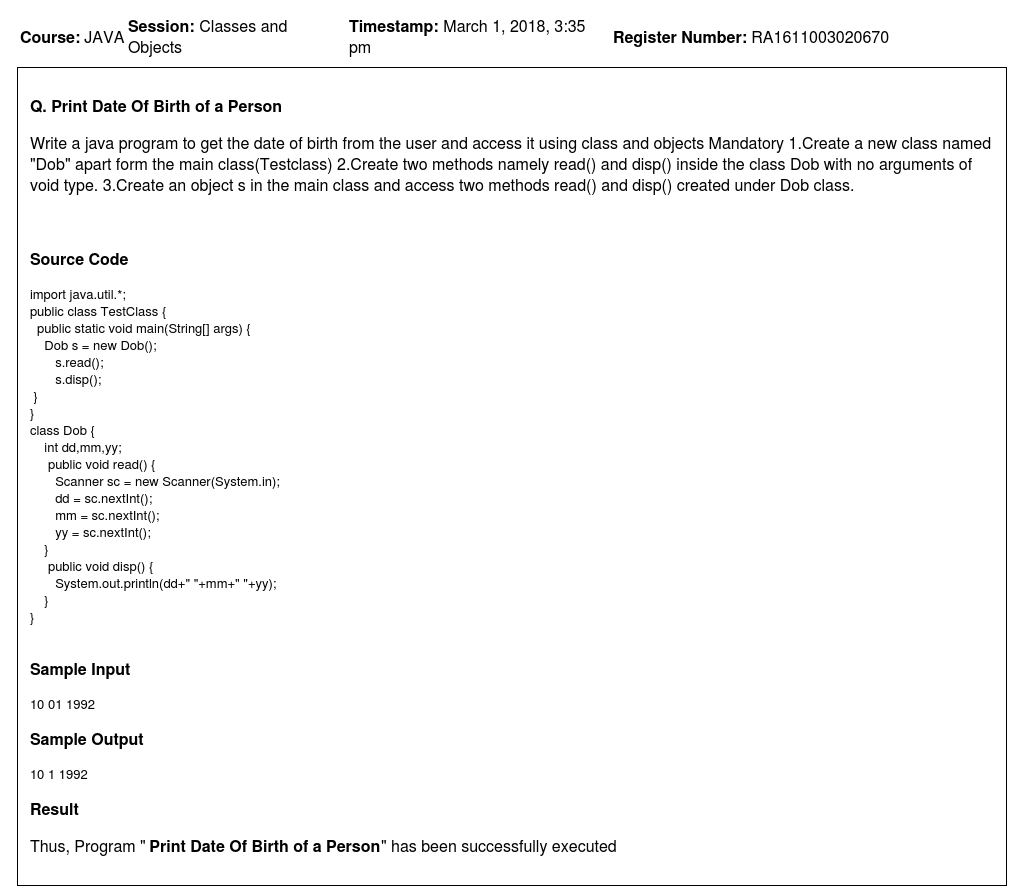 Course: JAVA Session: Classes and Objects Timestamp: March 1, 2018, 3:35 pm Register Number: RA1611003020670
Q. Print Date Of Birth of a Person
Write a java program to get the date of birth from the user and access it using class and objects Mandatory 1.Create a new class named
"Dob" apart form the main class(Testclass) 2.Create two methods namely read() and disp() inside the class Dob with no arguments of
void type. 3.Create an object s in the main class and access two methods read() and disp() created under Dob class.
Source Code
import java.util.*;
public class TestClass {
  public static void main(String[] args) {
    Dob s = new Dob();
       s.read();
       s.disp();
 }
}
class Dob {
    int dd,mm,yy;
     public void read() {
       Scanner sc = new Scanner(System.in);
       dd = sc.nextInt();
       mm = sc.nextInt();
       yy = sc.nextInt();
    }
     public void disp() {
       System.out.println(dd+" "+mm+" "+yy);
    }
}
Sample Input
10 01 1992
Sample Output
10 1 1992
Result
Thus, Program " Print Date Of Birth of a Person" has been successfully executed